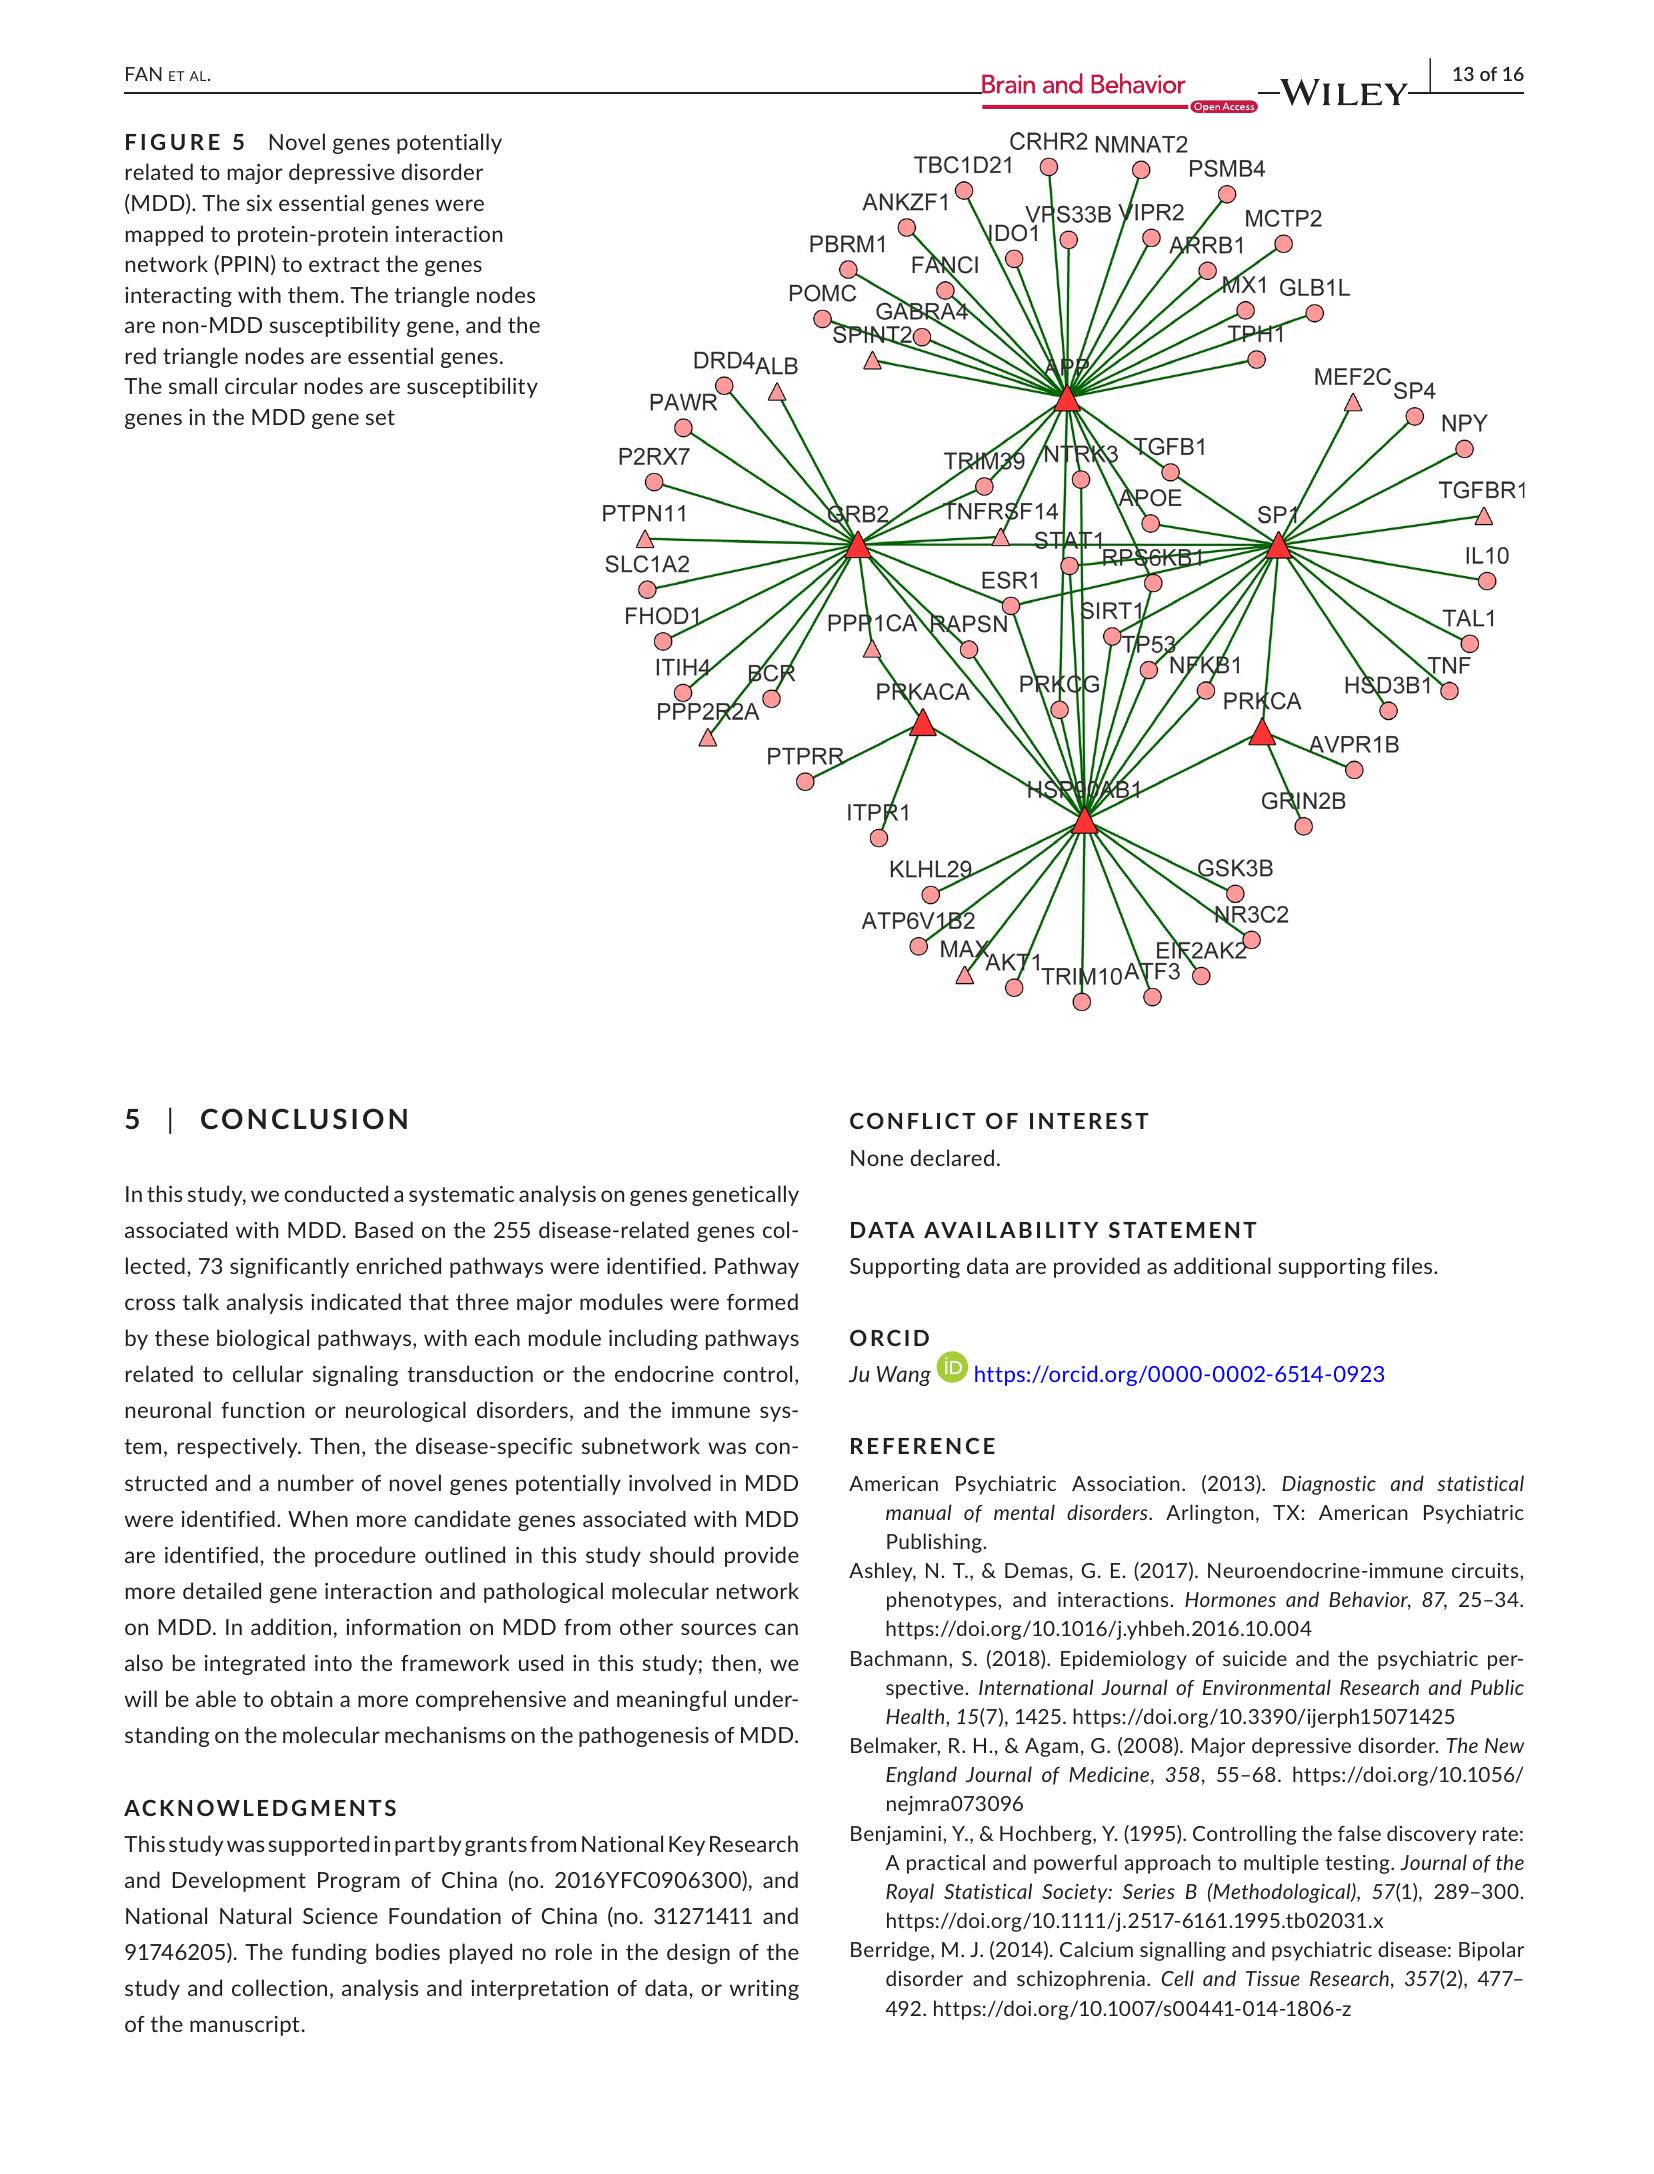 FAN ET AL.
Brain and Behavior
Open Access
WILEY
13 of 16
FIGURE 5 Novel genes potentially
related to major depressive disorder
(MDD). The six essential genes were
mapped to protein-protein interaction
network (PPIN) to extract the genes
interacting with them. The triangle nodes
are non-MDD susceptibility gene, and the
red triangle nodes are essential genes.
The small circular nodes are susceptibility
genes in the MDD gene set
CRHR2
NMNAT2
TBC1D21
PSMB4
ANKZF1
VPS33B
VIPR2
MCTP2
IDO1
PBRM1
ARRB1
FANCI
POMC
MX1
GLB1L
GABRA4
SPINT2
TPH1
DRD4
ALB
APP
MEF2C
SP4
PAWR
NPY
P2RX7
TRIM39
NTRK3
TGFB1
TGFBR1
PTPN11
GRB2
TNFRSF14
APOE
SP1
STAT1
SLC1A2
RPS6KB1
IL10
ESR1
FHOD1
PPP1CA
RAPSN
SIRT1
TAL1
TP53
ITIH4
BCR
NFKB1
TNF
PRKACA
PRKCG
HSD3B1
PPP2R2A
PRKCA
PTPRR
AVPR1B
HSP90AB1
ITPR1
GRIN2B
KLHL29
GSK3B
ATP6V1B2
NR3C2
MAX
AKT1
EIF2AK2
TRIM10
ATF3
5 | CONCLUSION
In this study, we conducted a systematic analysis on genes genetically
associated with MDD. Based on the 255 disease-related genes col-
lected, 73 significantly enriched pathways were identified. Pathway
cross talk analysis indicated that three major modules were formed
by these biological pathways, with each module including pathways
related to cellular signaling transduction or the endocrine control,
neuronal function or neurological disorders, and the immune sys-
tem, respectively. Then, the disease-specific subnetwork was con-
structed and a number of novel genes potentially involved in MDD
were identified. When more candidate genes associated with MDD
are identified, the procedure outlined in this study should provide
more detailed gene interaction and pathological molecular network
on MDD. In addition, information on MDD from other sources can
also be integrated into the framework used in this study; then, we
will be able to obtain a more comprehensive and meaningful under-
standing on the molecular mechanisms on the pathogenesis of MDD.
ACKNOWLEDGMENTS
This study was supported in part by grants from National Key Research
and Development Program of China (no. 2016YFC0906300), and
National Natural Science Foundation of China (no. 31271411 and
91746205). The funding bodies played no role in the design of the
study and collection, analysis and interpretation of data, or writing
of the manuscript.
CONFLICT OF INTEREST
None declared.
DATA AVAILABILITY STATEMENT
Supporting data are provided as additional supporting files.
ORCID
Ju Wang iD https://orcid.org/0000-0002-6514-0923
REFERENCE
American Psychiatric Association. (2013). Diagnostic and statistical
manual of mental disorders. Arlington, TX: American Psychiatric
Publishing.
Ashley, N. T., & Demas, G. E. (2017). Neuroendocrine-immune circuits,
phenotypes, and interactions. Hormones and Behavior, 87, 25–34.
https://doi.org/10.1016/j.yhbeh.2016.10.004
Bachmann, S. (2018). Epidemiology of suicide and the psychiatric per-
spective. International Journal of Environmental Research and Public
Health, 15(7), 1425. https://doi.org/10.3390/ijerph15071425
Belmaker, R. H., & Agam, G. (2008). Major depressive disorder. The New
England Journal of Medicine, 358, 55–68. https://doi.org/10.1056/
nejmra073096
Benjamini, Y., & Hochberg, Y. (1995). Controlling the false discovery rate:
A practical and powerful approach to multiple testing. Journal of the
Royal Statistical Society: Series B (Methodological), 57(1), 289–300.
https://doi.org/10.1111/j.2517-6161.1995.tb02031.x
Berridge, M. J. (2014). Calcium signalling and psychiatric disease: Bipolar
disorder and schizophrenia. Cell and Tissue Research, 357(2), 477–
492. https://doi.org/10.1007/s00441-014-1806-z